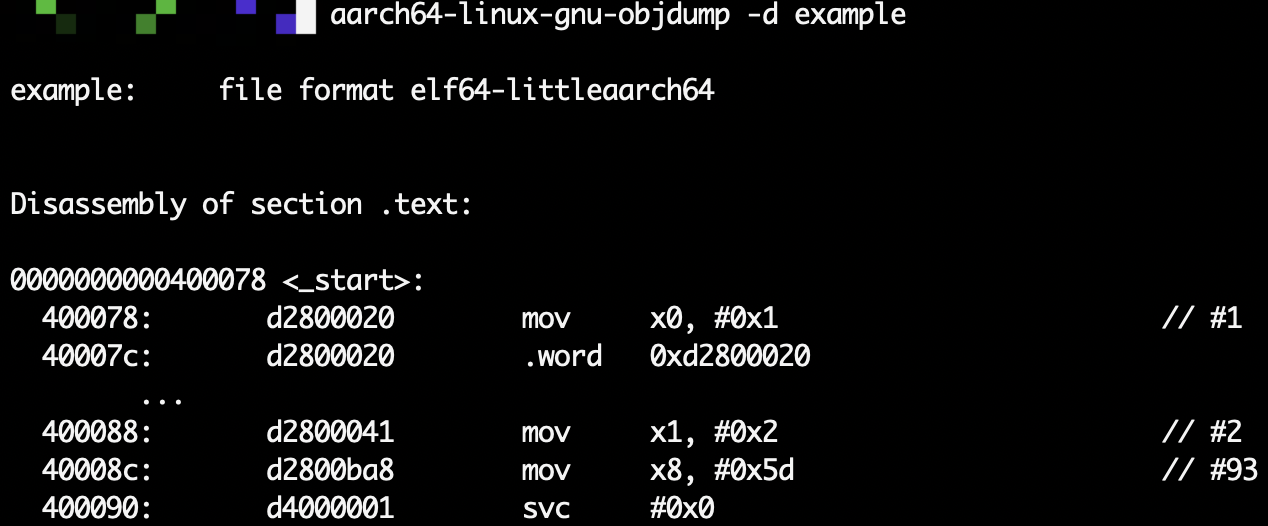 aarch64-linux-gnu-objdump -d example
example:     file format elf64-littleaarch64
Disassembly of section .text:
0000000000400078 <_start>:
  400078:       d2800020        mov     x0, #0x1                        // #1
  40007c:       d2800020        .word   0xd2800020
        ...
  400088:       d2800041        mov     x1, #0x2                        // #2
  40008c:       d2800ba8        mov     x8, #0x5d                       // #93
  400090:       d4000001        svc     #0x0